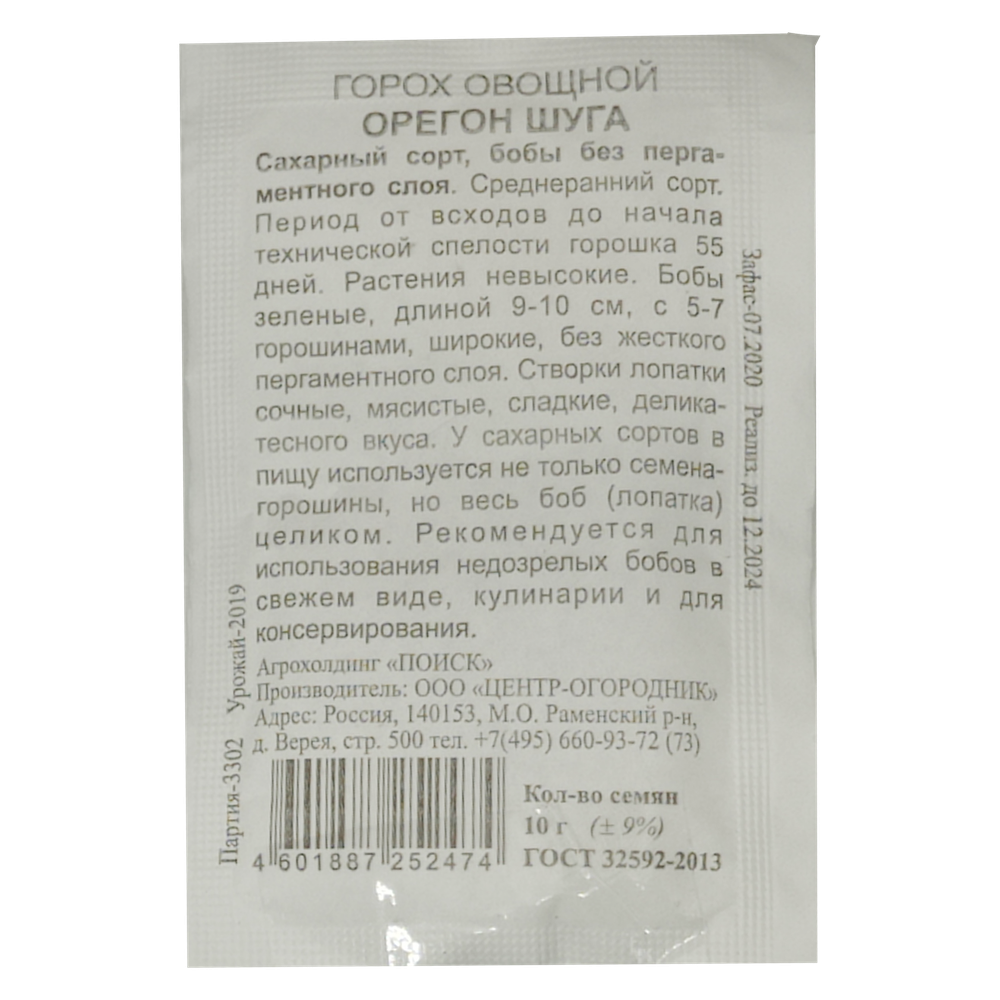 ГОРОХ ОВОЩНОЙ
ОРЕГОН ШУГА
Сахарный сорт, бобы без перга-
ментного слоя. Среднеранний сорт.
Период от всходов до начала
технической спелости горошка 55
дней. Растения невысокие. Бобы
зеленые, длиной 9-10 см, с 5-7
горошинами, широкие, без жесткого
пергаментного слоя. Створки лопатки
сочные, мясистые, сладкие, делика-
тесного вкуса. У сахарных сортов в
пищу используется не только семена-
горошины, но весь боб (лопатка)
целиком. Рекомендуется для
использования недозрелых бобов в
свежем виде, кулинарии и для
консервирования.
Агрохолдинг «ПОИСК»
Производитель: ООО «ЦЕНТР-ОГОРОДНИК»
Адрес: Россия, 140153, М.О. Раменский р-н,
д. Верея, стр. 500 тел. +7(495) 660-93-72 (73)
Кол-во семян
10 г (± 9%)
ГОСТ 32592-2013
4 601887 252474
Партия-3302 Урожай-2019
Зафас-07.2020 Реализ. до 12.2024